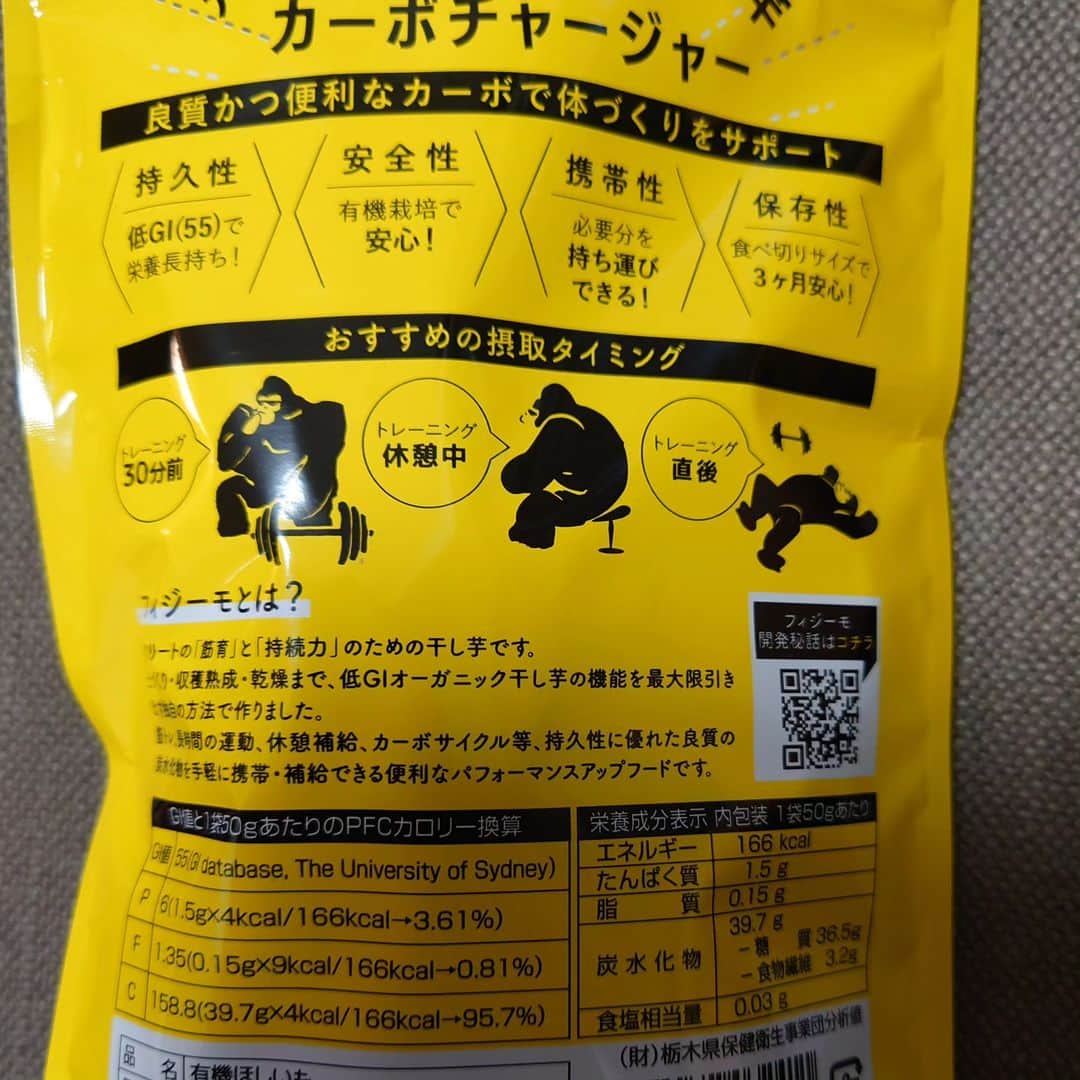 カーボチャージャー
良質かつ便利なカーボで体づくりをサポート
持久性
低GI(55)で
栄養長持ち!
安全性
有機栽培で
安心!
携帯性
必要分を
持ち運び
できる!
保存性
食べ切りサイズで
3ヶ月安心!
おすすめの摂取タイミング
トレーニング
30分前
トレーニング
休憩中
トレーニング
直後
フィジーモとは?
リートの「筋育」と「持続力」のための干し芋です。
くり・収穫熟成・乾燥まで、低GIオーガニック干し芋の機能を最大限引き
独自の方法で作りました。
筋トレ、長時間の運動、休憩補給、カーボサイクル等、持久性に優れた良質の
炭水化物を手軽に携帯・補給できる便利なパフォーマンスアップフードです。
フィジーモ
開発秘話はコチラ
GI値と1袋50gあたりのPFCカロリー換算
GI値 55(GI database, The University of Sydney)
P 6(1.5g×4kcal/166kcal→3.61%)
F 1.35(0.15g×9kcal/166kcal→0.81%)
C 158.8(39.7g×4kcal/166kcal→95.7%)
栄養成分表示 内包装 1袋50gあたり
エネルギー 166 kcal
たんぱく質 1.5 g
脂質 0.15 g
炭水化物 39.7 g
－糖質 36.5g
－食物繊維 3.2g
食塩相当量 0.03 g
(財)栃木県保健衛生事業団分析値
品名 有機ほしいも